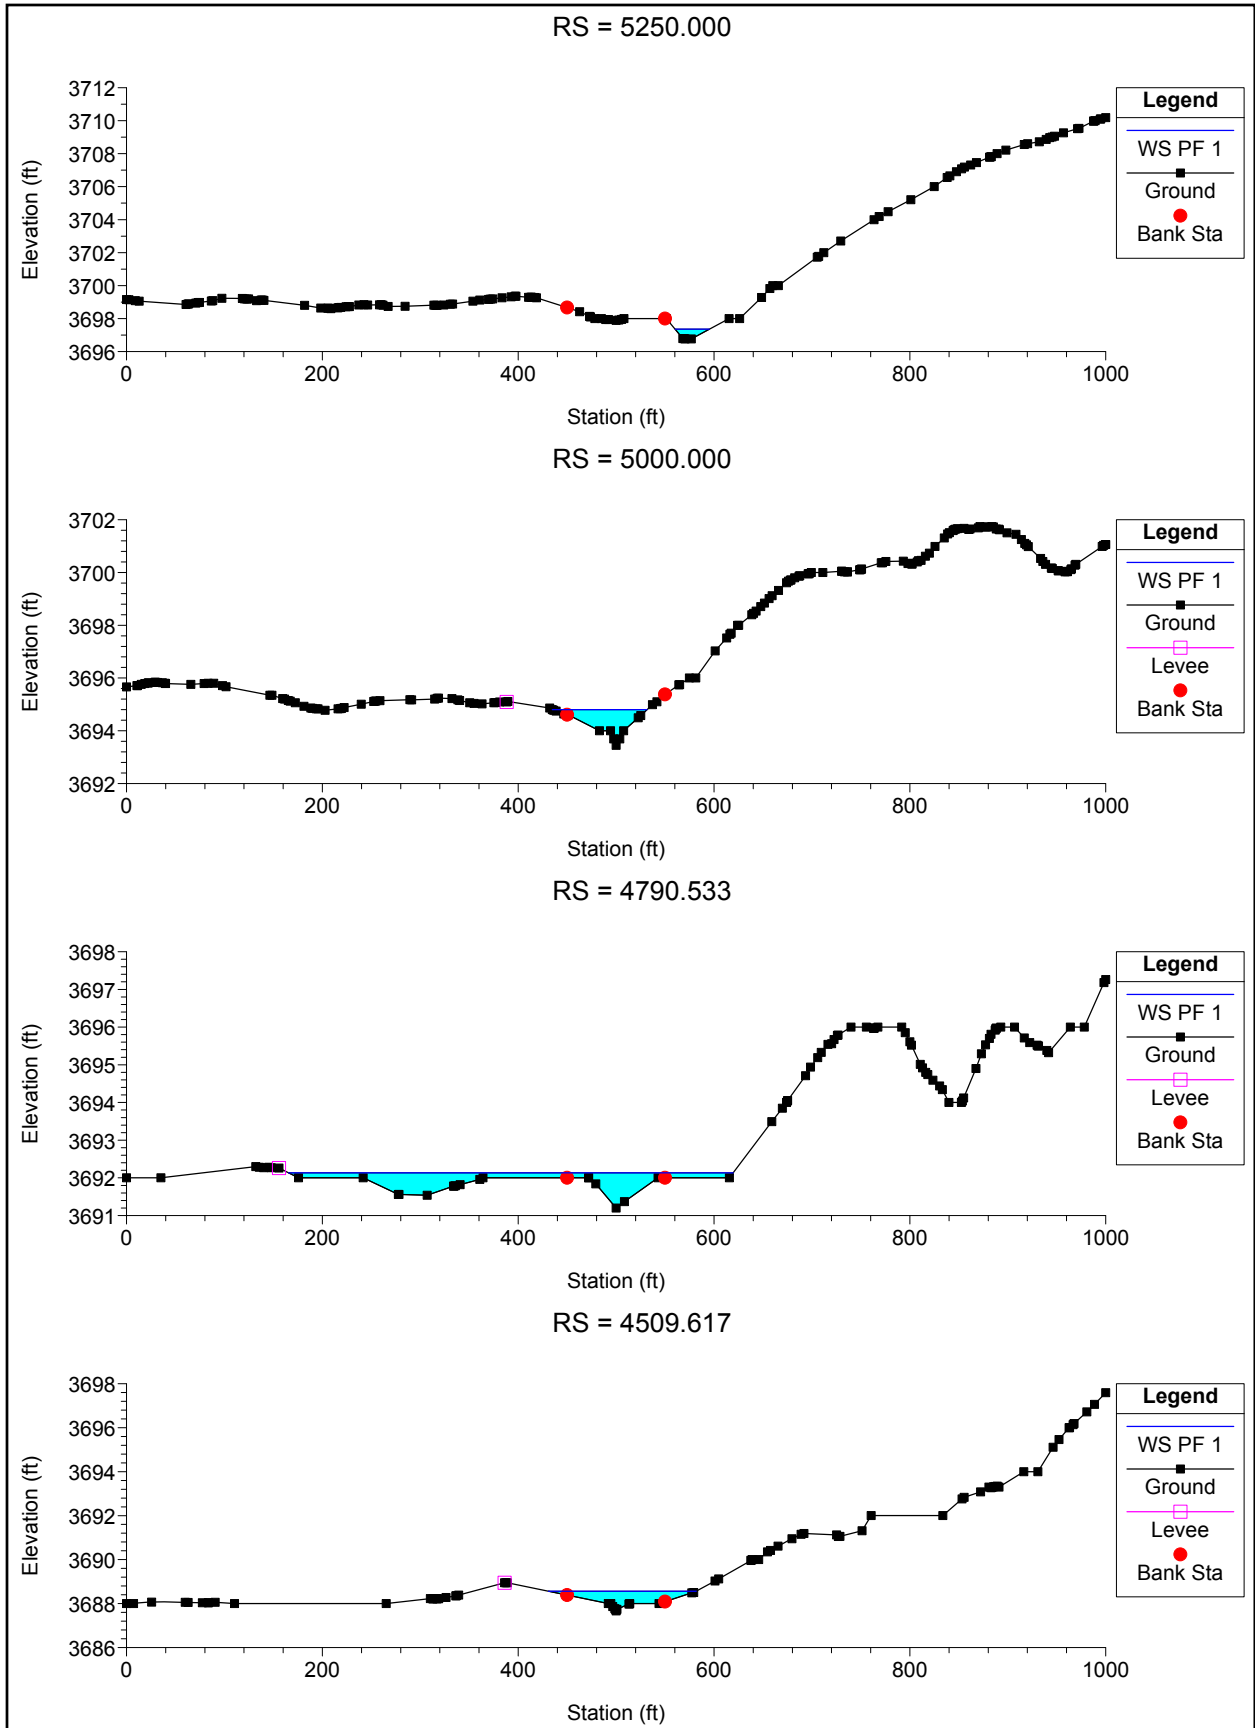 RS = 5250.000
3712
3710
3708
3706
3704
3702
3700
3698
3696
Elevation (ft)
0 200 400 600 800 1000
Station (ft)
Legend
WS PF 1
Ground
Bank Sta
RS = 5000.000
3702
3700
3698
3696
3694
3692
Elevation (ft)
0 200 400 600 800 1000
Station (ft)
Legend
WS PF 1
Ground
Levee
Bank Sta
RS = 4790.533
3698
3697
3696
3695
3694
3693
3692
3691
Elevation (ft)
0 200 400 600 800 1000
Station (ft)
Legend
WS PF 1
Ground
Levee
Bank Sta
RS = 4509.617
3698
3696
3694
3692
3690
3688
3686
Elevation (ft)
0 200 400 600 800 1000
Station (ft)
Legend
WS PF 1
Ground
Levee
Bank Sta